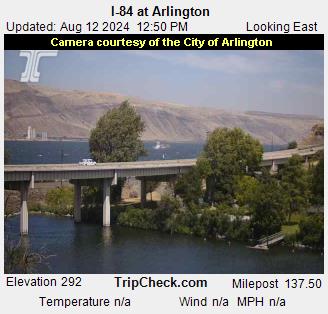 I-84 at Arlington
Updated: Aug 12 2024 12:50 PM Looking East
Camera courtesy of the City of Arlington
Elevation 292 TripCheck.com Milepost 137.50
Temperature n/a Wind n/a MPH n/a